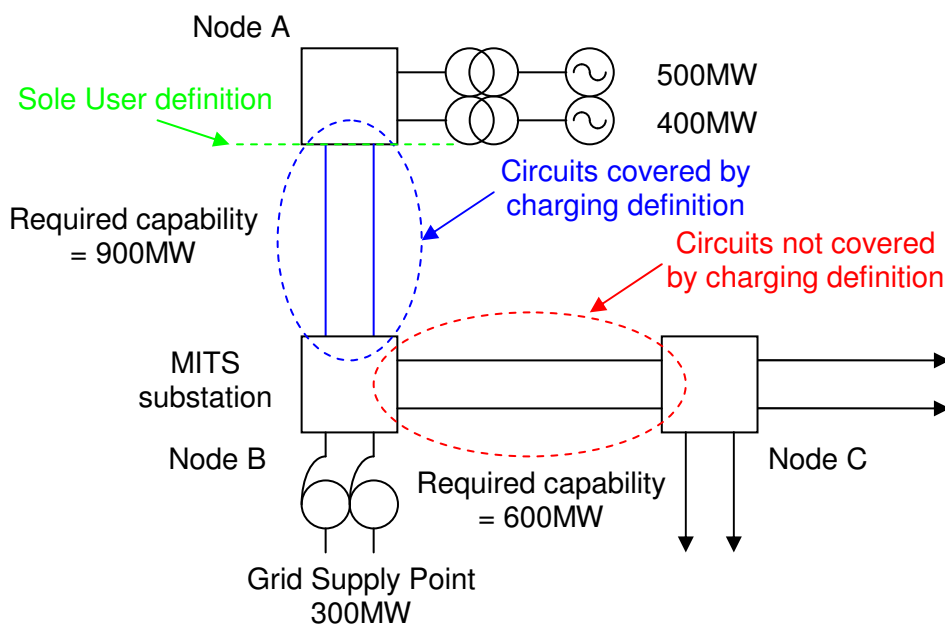 Node A
500MW
Sole User definition
400MW
Circuits covered by
charging definition
Required capability
= 900MW
Circuits not covered
by charging definition
MITS
substation
Node B
Node C
Required capability
= 600MW
Grid Supply Point
300MW